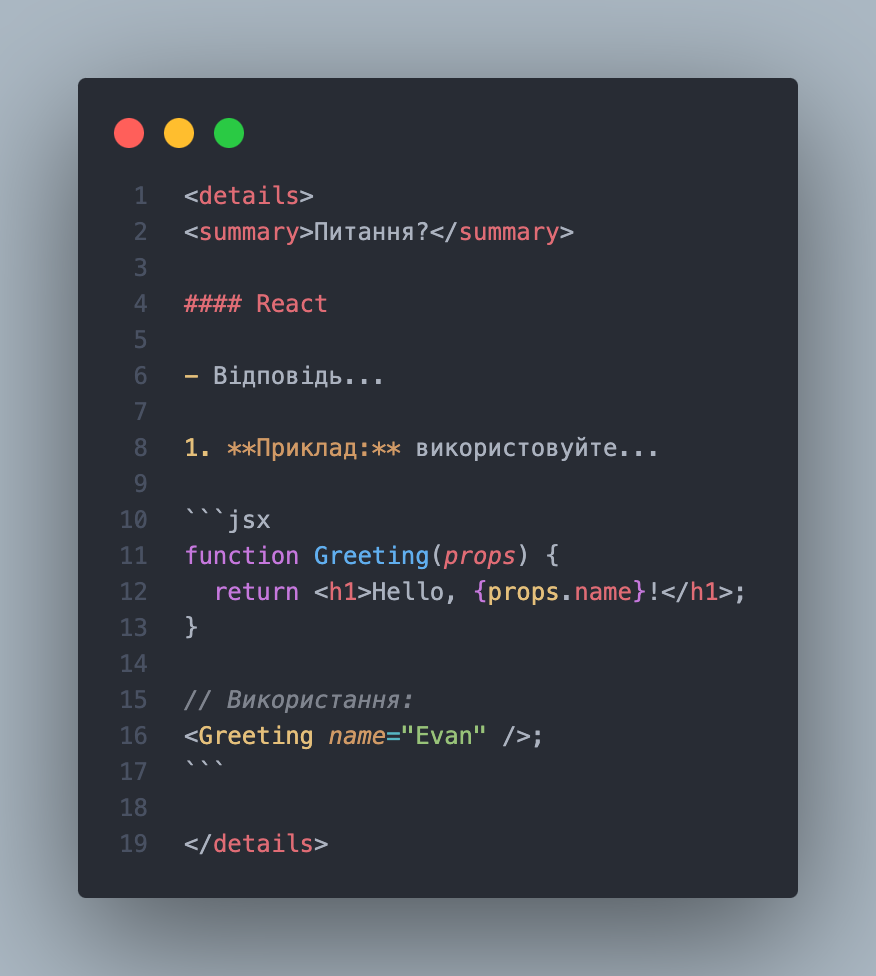 1 <details>
2 <summary>Питання?</summary>
3
4 #### React
5
6 - Відповідь...
7
8 1. **Приклад:** використовуйте...
9
10 ```jsx
11 function Greeting(props) {
12   return <h1>Hello, {props.name}!</h1>;
13 }
14
15 // Використання:
16 <Greeting name="Evan" />;
17 ```
18
19 </details>